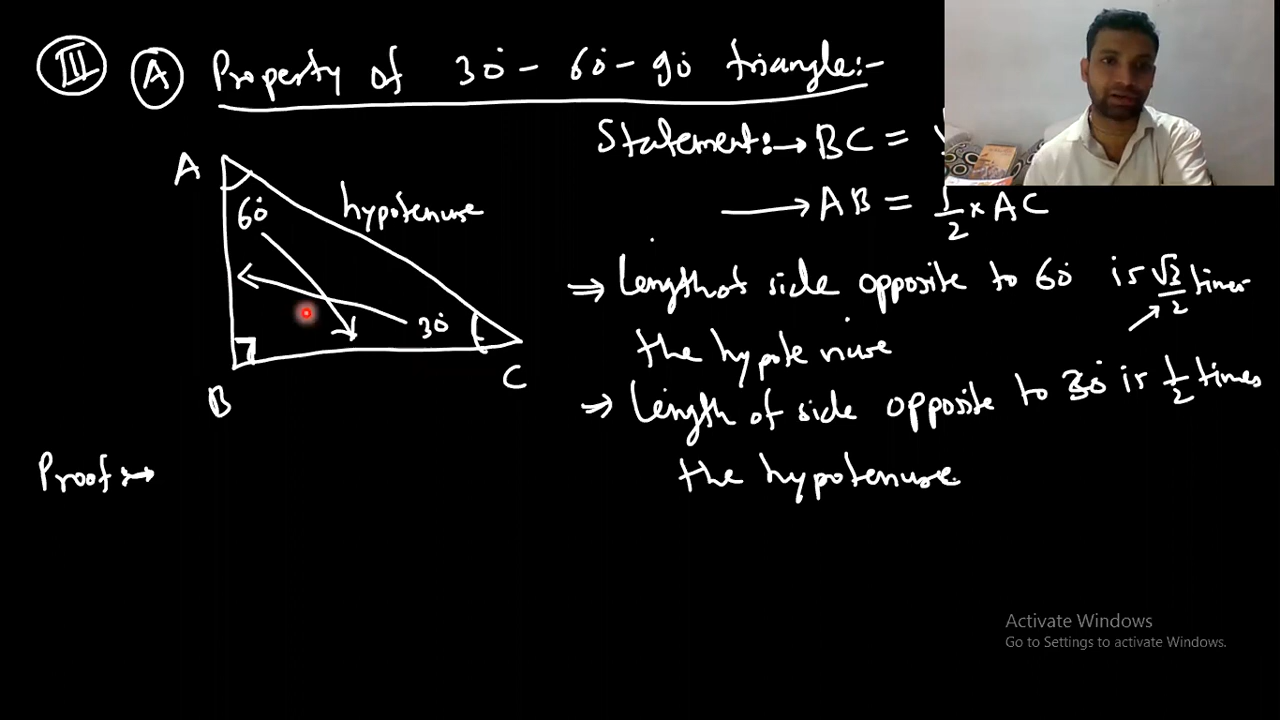 III A Property of 30° - 60° - 90° triangle:-
Statement:→ BC = √
→ AB = 1/2 × AC
⇒ Length of side opposite to 60° is √3/2 times
the hypotenuse
⇒ Length of side opposite to 30° is 1/2 times
the hypotenuse.
A
60°
hypotenuse
30°
B
C
Proof:→
Activate Windows
Go to Settings to activate Windows.